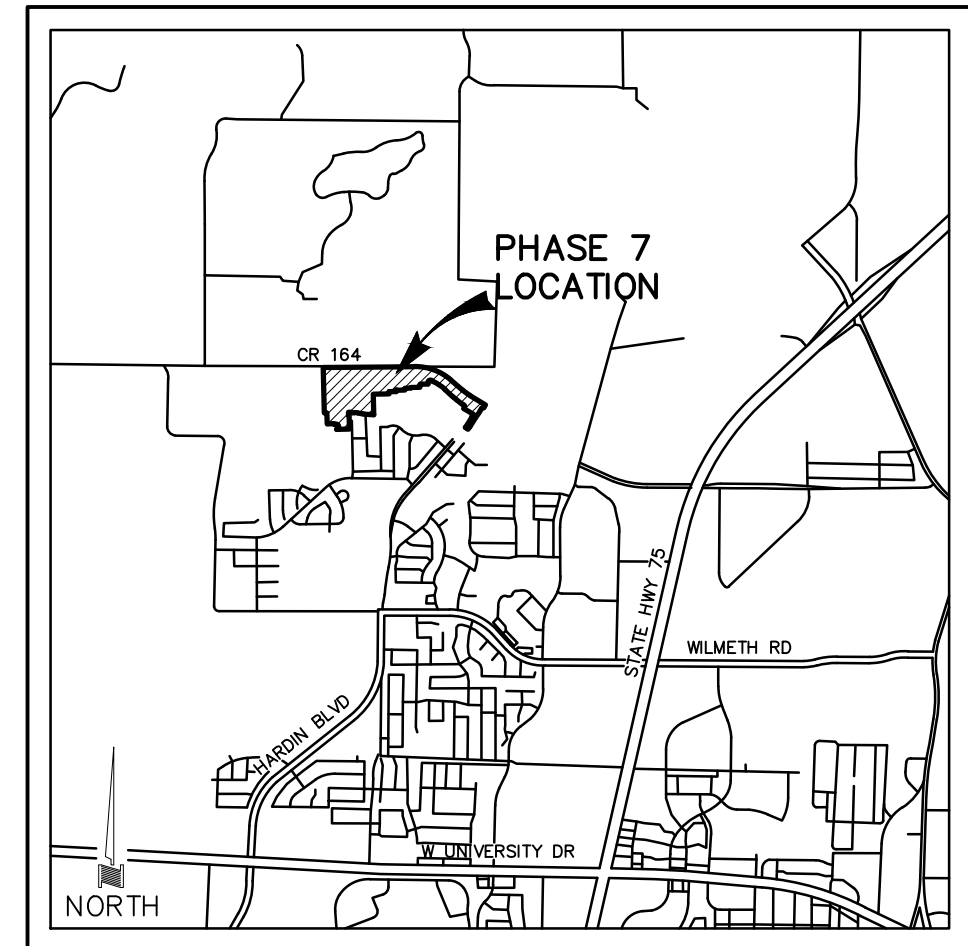 PHASE 7
LOCATION
CR 164
STATE HWY 75
WILMETH RD
HARDIN BLVD
W UNIVERSITY DR
NORTH